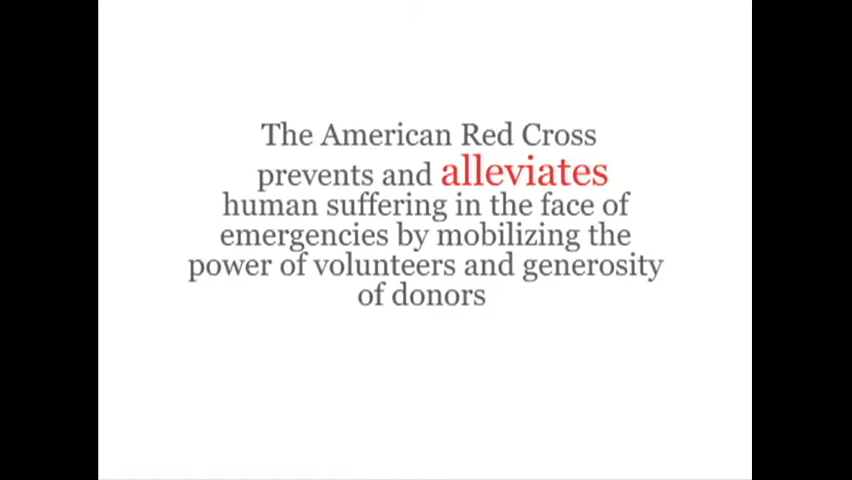 The American Red Cross
prevents and alleviates
human suffering in the face of
emergencies by mobilizing the
power of volunteers and generosity
of donors